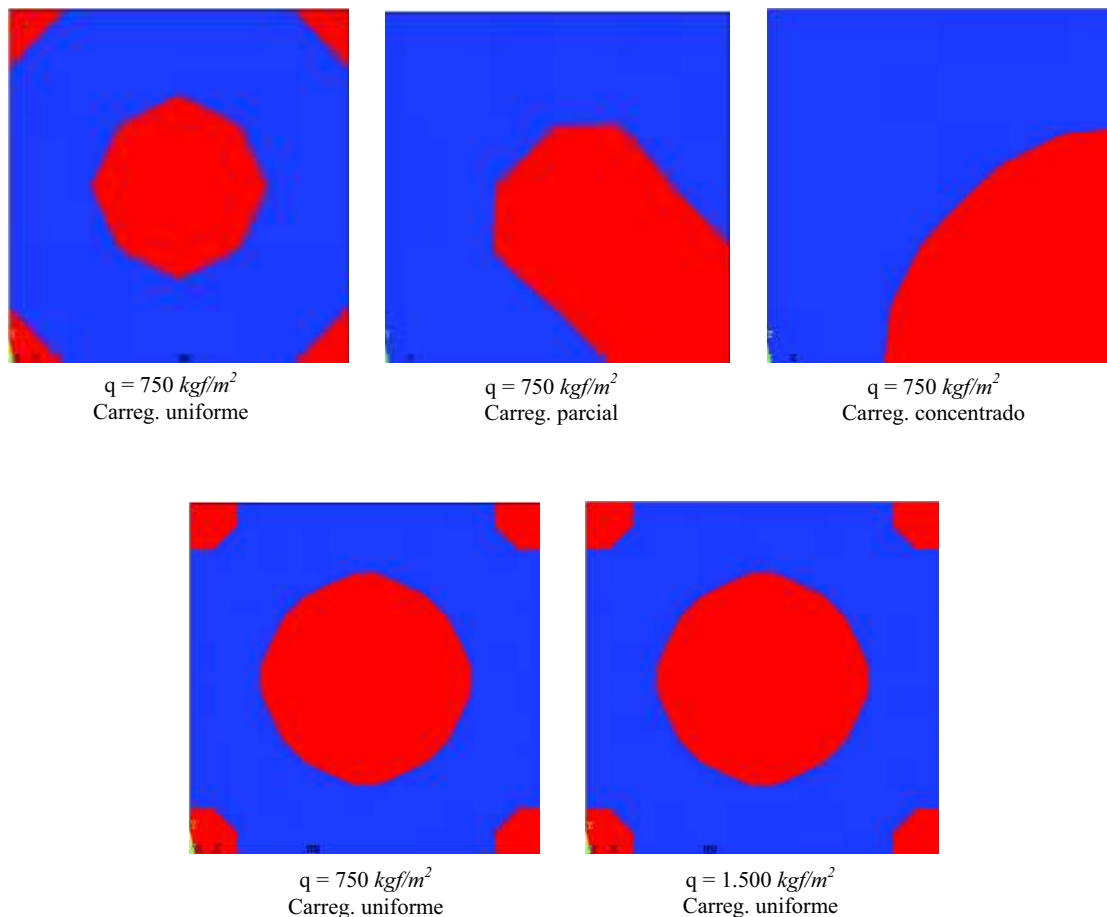 q = 750 kgf/m²
Carreg. uniforme
q = 750 kgf/m²
Carreg. parcial
q = 750 kgf/m²
Carreg. concentrado
q = 750 kgf/m²
Carreg. uniforme
q = 1.500 kgf/m²
Carreg. uniforme